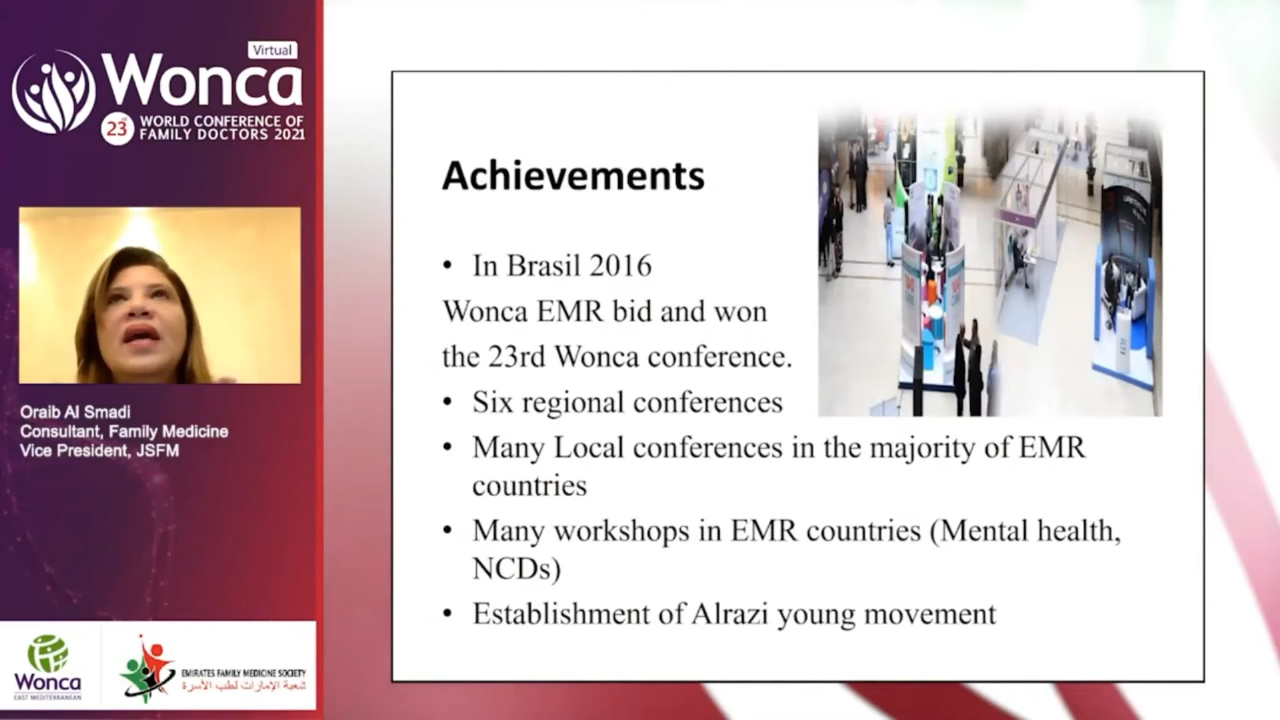 Virtual
Wonca
23rd
WORLD CONFERENCE OF
FAMILY DOCTORS 2021
Oraib Al Smadi
Consultant, Family Medicine
Vice President, JSFM
Wonca
EAST MEDITERRANEAN
EMIRATES FAMILY MEDICINE SOCIETY
شعبة الإمارات لطب الأسرة
Achievements
• In Brasil 2016
Wonca EMR bid and won
the 23rd Wonca conference.
• Six regional conferences
• Many Local conferences in the majority of EMR
countries
• Many workshops in EMR countries (Mental health,
NCDs)
• Establishment of Alrazi young movement